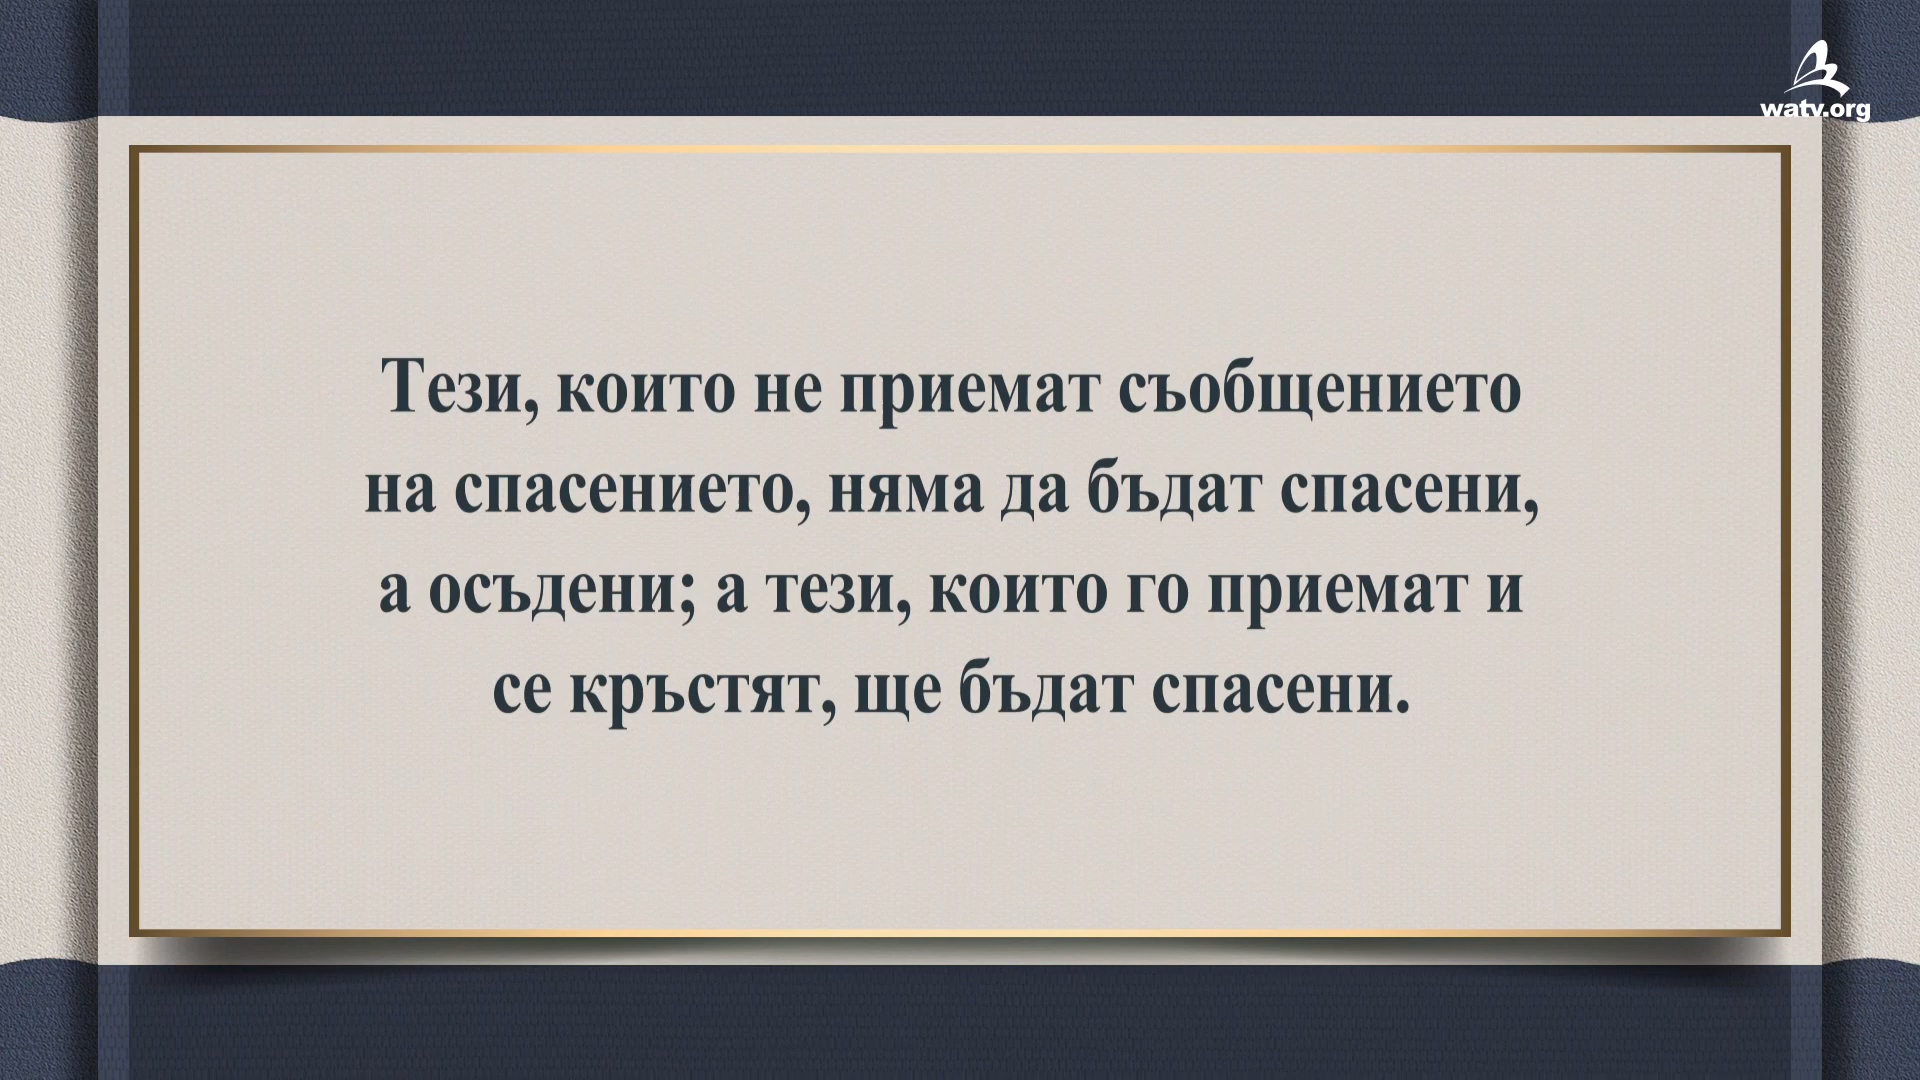 watv.org
Тези, които не приемат съобщението
на спасението, няма да бъдат спасени,
а осъдени; а тези, които го приемат и
се кръстят, ще бъдат спасени.